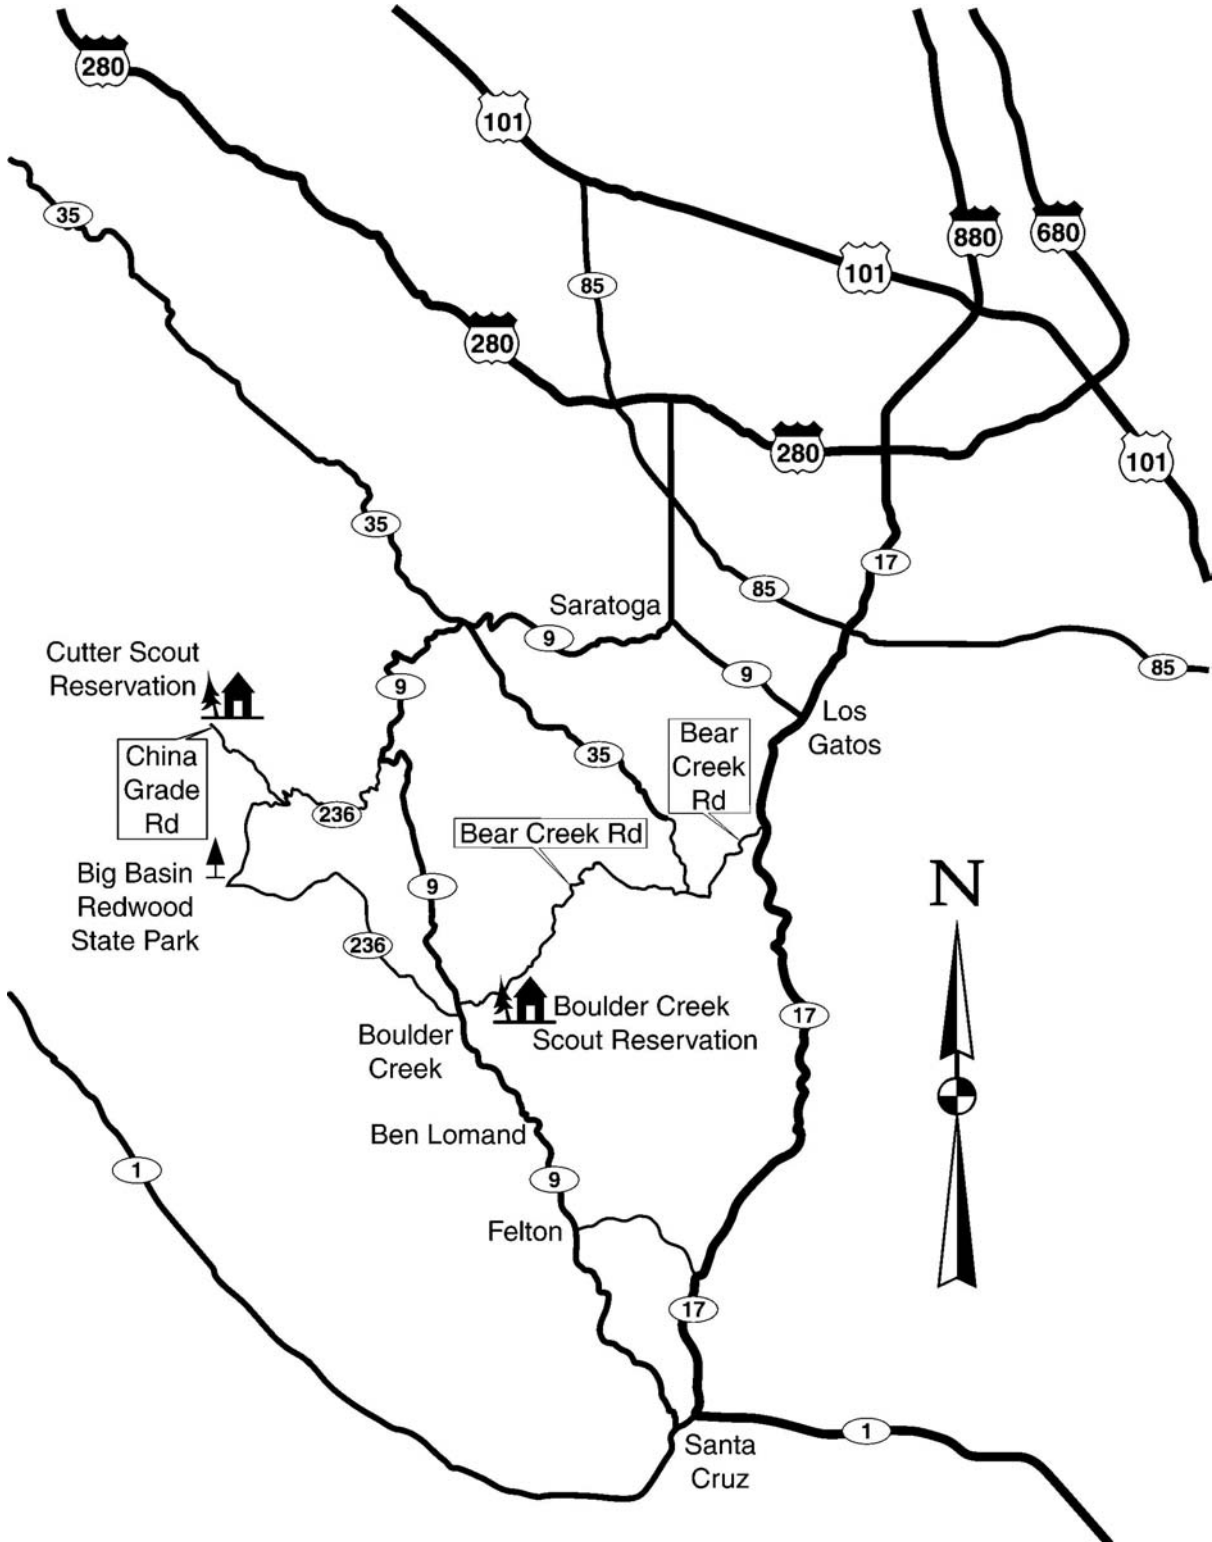 280
101
35
880
680
101
85
280
280
101
35
17
Saratoga
85
9
Cutter Scout
Reservation
9
9
85
Los
Gatos
Bear
Creek
Rd
35
China
Grade
Rd
236
Bear Creek Rd
Big Basin
Redwood
State Park
9
N
236
Boulder Creek
Scout Reservation
17
Boulder
Creek
Ben Lomand
1
9
Felton
17
1
Santa
Cruz